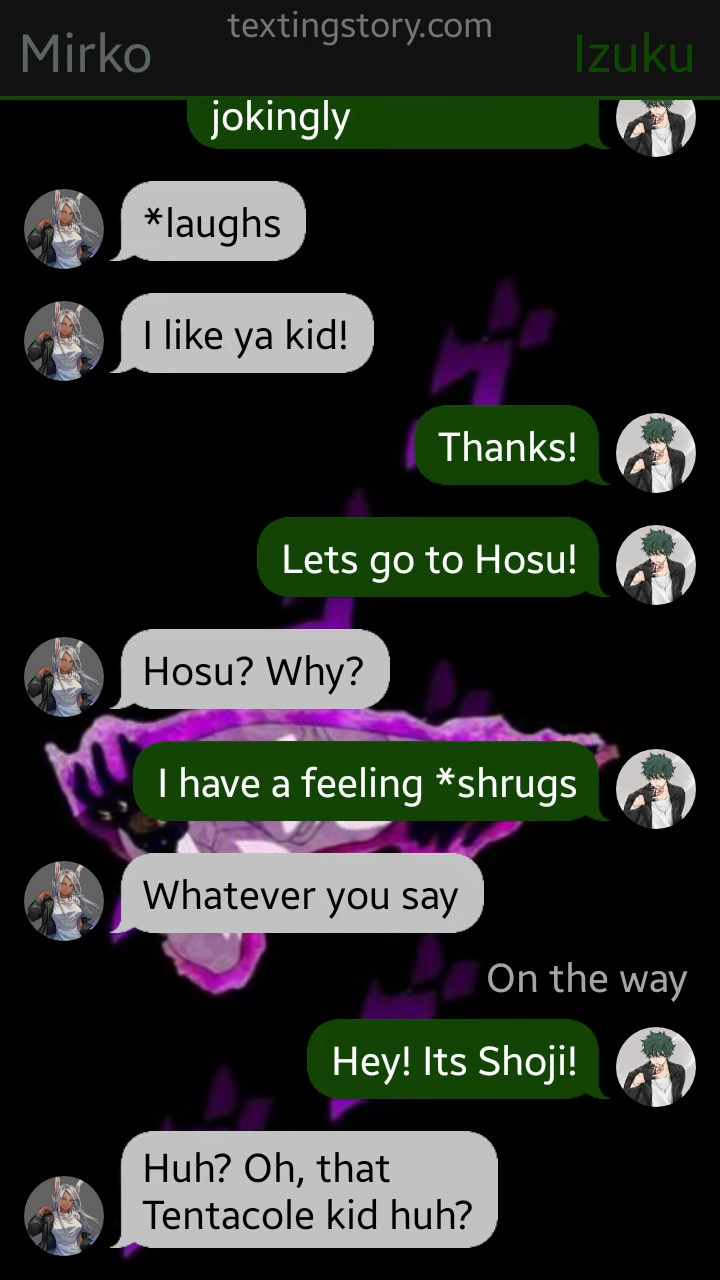 textingstory.com
Mirko
Izuku
jokingly
*laughs
I like ya kid!
Thanks!
Lets go to Hosu!
Hosu? Why?
I have a feeling *shrugs
Whatever you say
On the way
Hey! Its Shoji!
Huh? Oh, that
Tentacole kid huh?